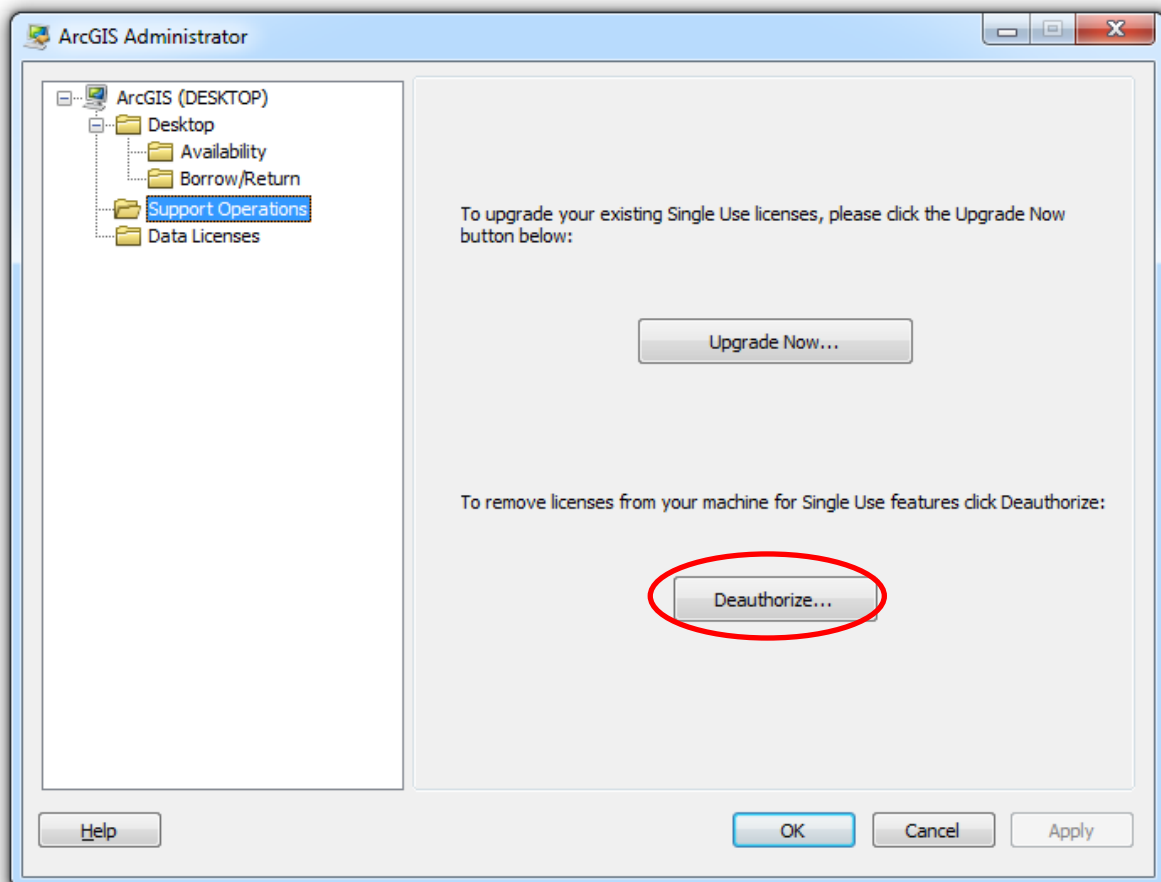 ArcGIS Administrator
ArcGIS (DESKTOP)
Desktop
Availability
Borrow/Return
Support Operations
Data Licenses
To upgrade your existing Single Use licenses, please click the Upgrade Now
button below:
Upgrade Now...
To remove licenses from your machine for Single Use features click Deauthorize:
Deauthorize...
Help
OK
Cancel
Apply